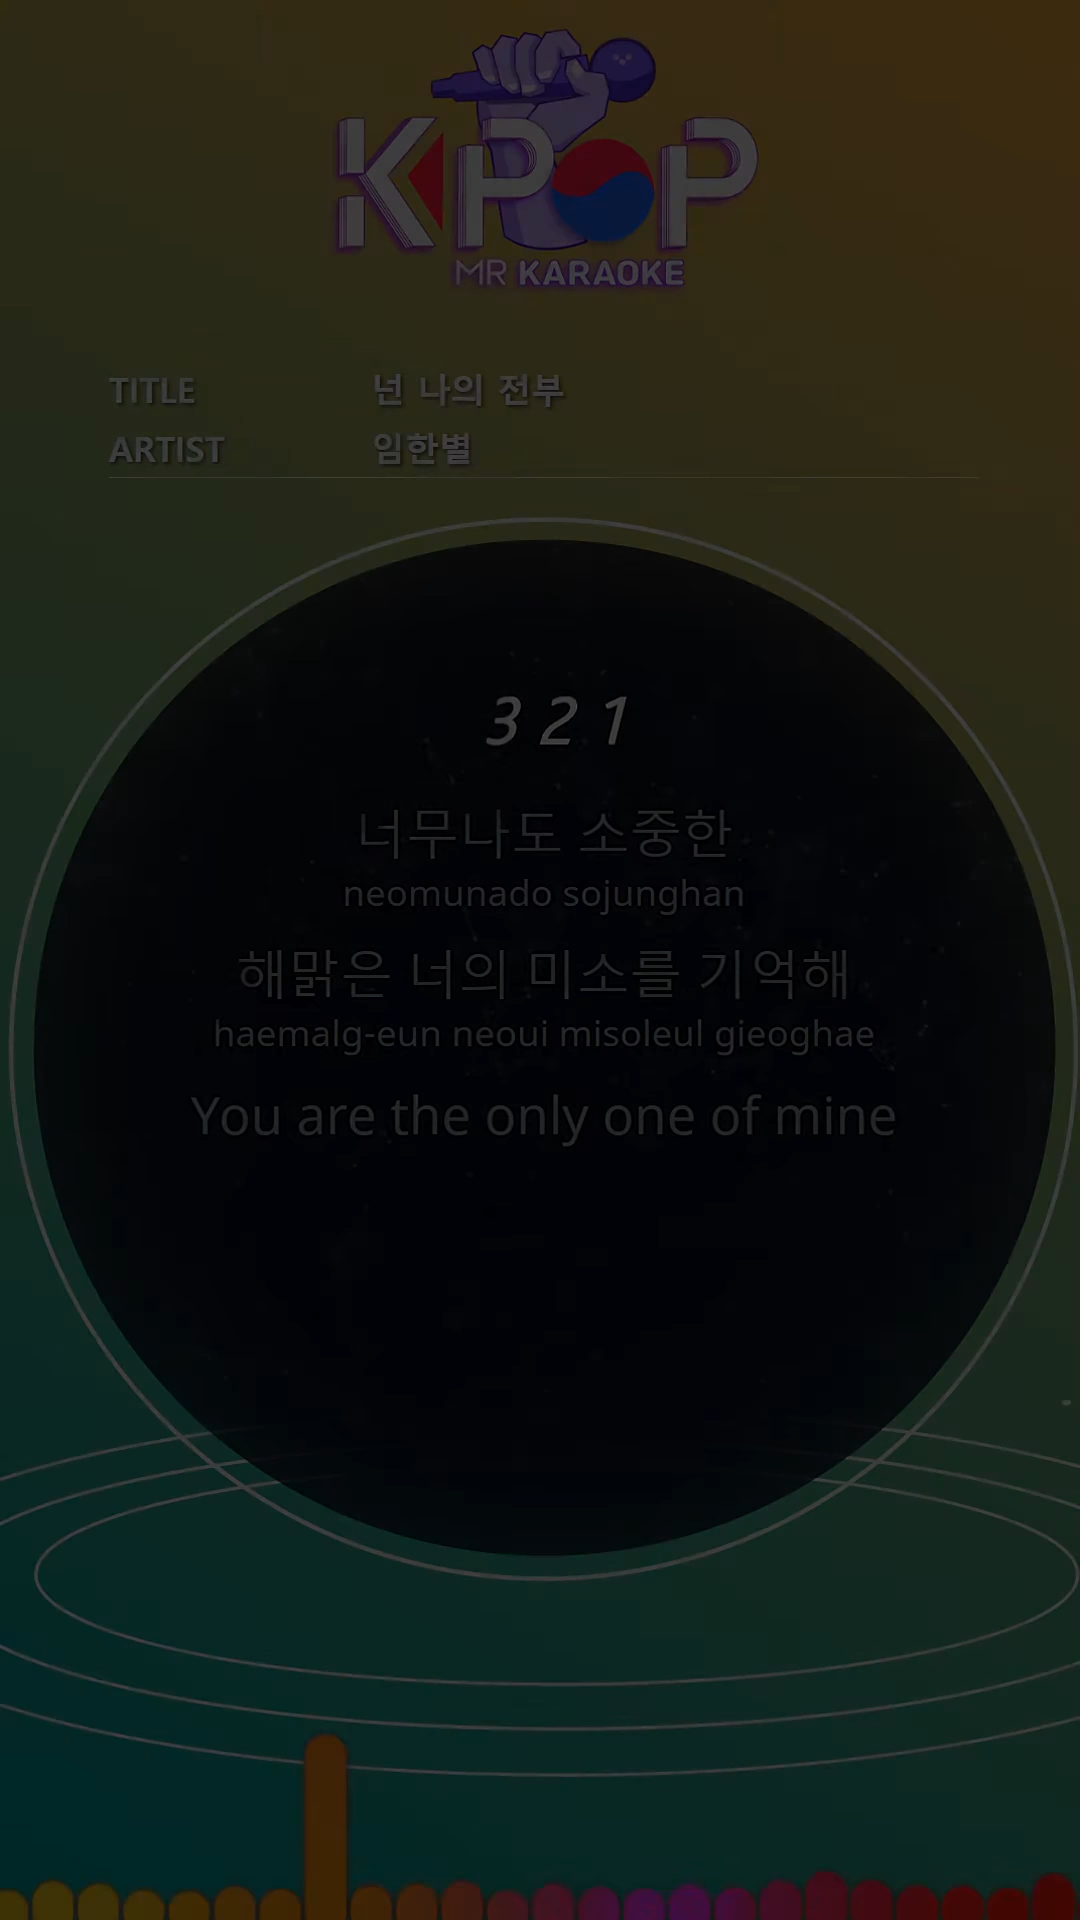 KPOP
MR KARAOKE
TITLE 넌 나의 전부
ARTIST 임한별
3 2 1
너무나도 소중한
neomunado sojunghan
해맑은 너의 미소를 기억해
haemalg-eun neoui misoleul gieoghae
You are the only one of mine